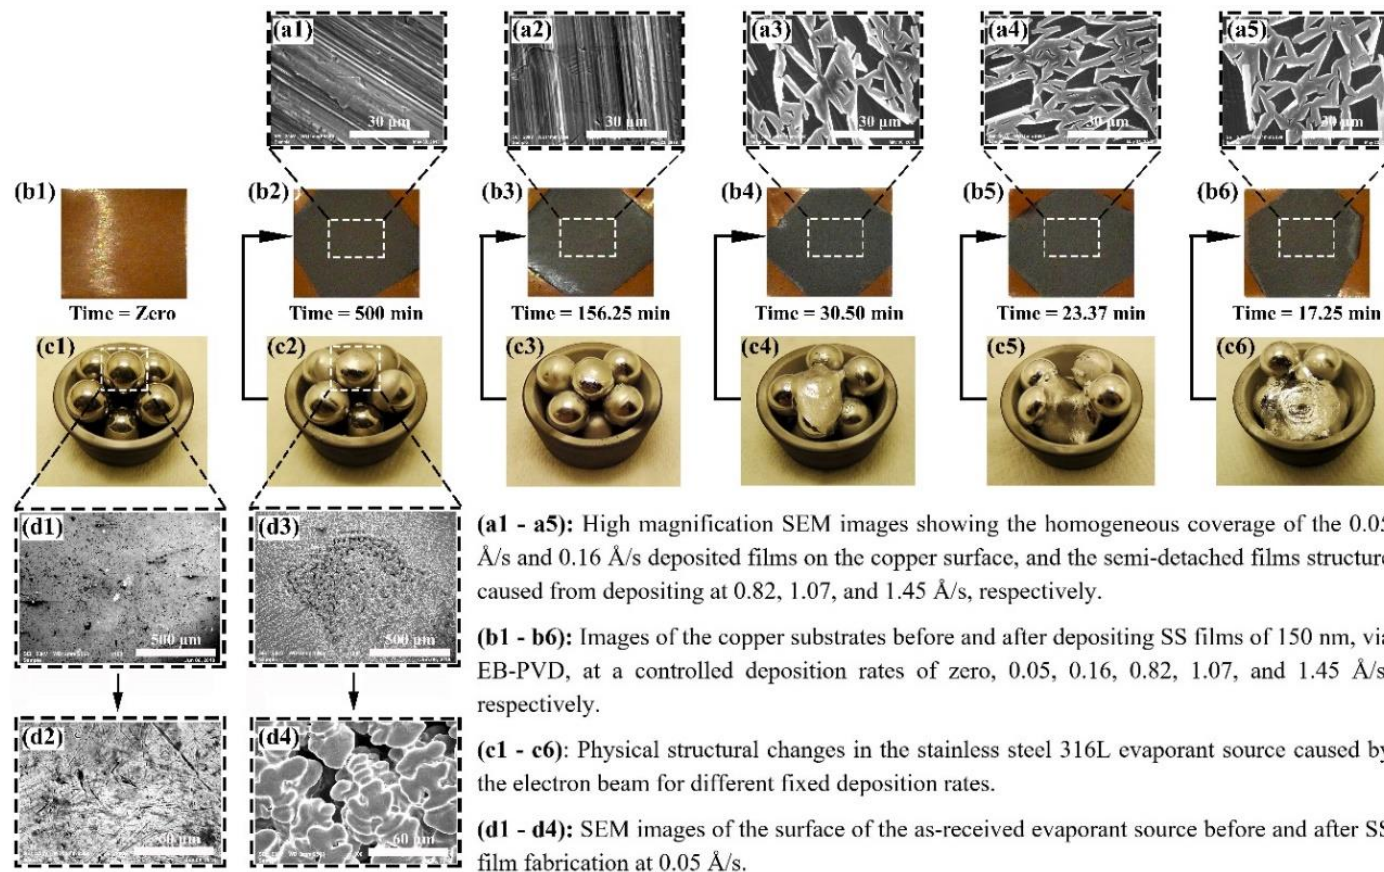 (a1) (a2) (a3) (a4) (a5)
30 µm 30 µm 30 µm 30 µm 30 µm
(b1) (b2) (b3) (b4) (b5) (b6)
Time = Zero Time = 500 min Time = 156.25 min Time = 30.50 min Time = 23.37 min Time = 17.25 min
(c1) (c2) (c3) (c4) (c5) (c6)
(d1) (d3)
500 µm 500 µm
(d2) (d4)
60 µm 60 µm
(a1 - a5): High magnification SEM images showing the homogeneous coverage of the 0.05
Å/s and 0.16 Å/s deposited films on the copper surface, and the semi-detached films structure
caused from depositing at 0.82, 1.07, and 1.45 Å/s, respectively.
(b1 - b6): Images of the copper substrates before and after depositing SS films of 150 nm, via
EB-PVD, at a controlled deposition rates of zero, 0.05, 0.16, 0.82, 1.07, and 1.45 Å/s
respectively.
(c1 - c6): Physical structural changes in the stainless steel 316L evaporant source caused by
the electron beam for different fixed deposition rates.
(d1 - d4): SEM images of the surface of the as-received evaporant source before and after SS
film fabrication at 0.05 Å/s.